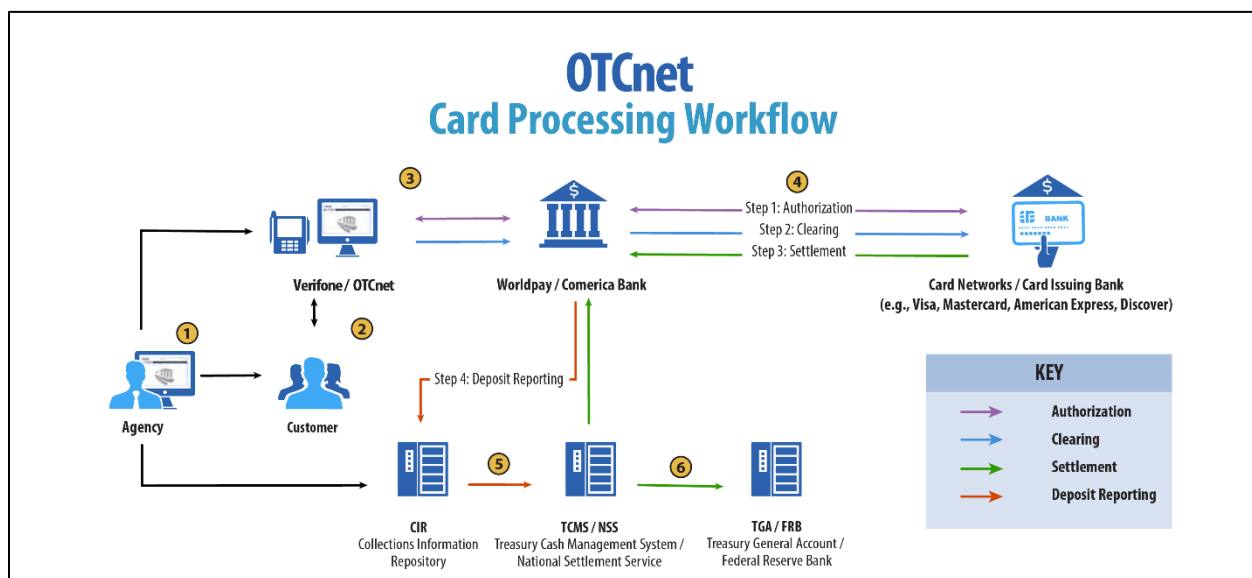 OTCnet
Card Processing Workflow
3
4
$
$
Step 1: Authorization
BANK
Step 2: Clearing
Step 3: Settlement
Verifone / OTCnet
Worldpay / Comerica Bank
Card Networks / Card Issuing Bank
(e.g., Visa, Mastercard, American Express, Discover)
1
2
Step 4: Deposit Reporting
Agency
Customer
KEY
Authorization
Clearing
Settlement
Deposit Reporting
5
6
CIR
Collections Information
Repository
TCMS / NSS
Treasury Cash Management System /
National Settlement Service
TGA / FRB
Treasury General Account /
Federal Reserve Bank